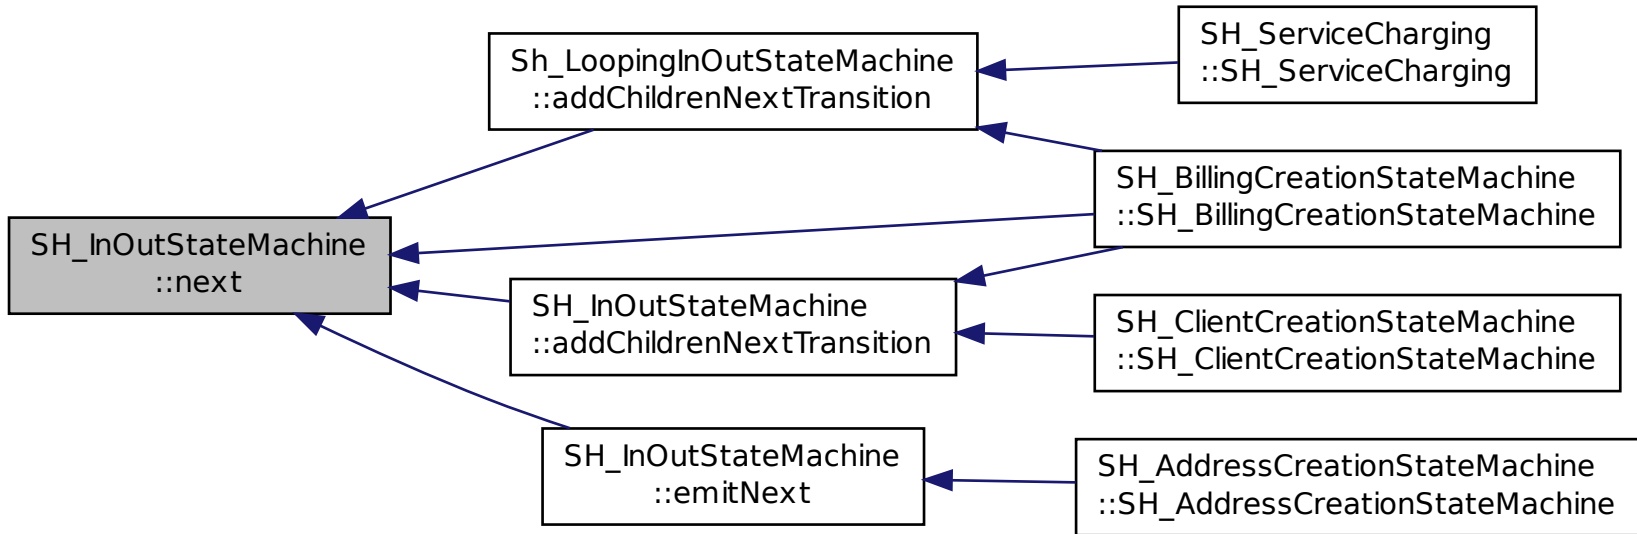 SH_InOutStateMachine
::next
Sh_LoopingInOutStateMachine
::addChildrenNextTransition
SH_ServiceCharging
::SH_ServiceCharging
SH_BillingCreationStateMachine
::SH_BillingCreationStateMachine
SH_InOutStateMachine
::addChildrenNextTransition
SH_ClientCreationStateMachine
::SH_ClientCreationStateMachine
SH_InOutStateMachine
::emitNext
SH_AddressCreationStateMachine
::SH_AddressCreationStateMachine